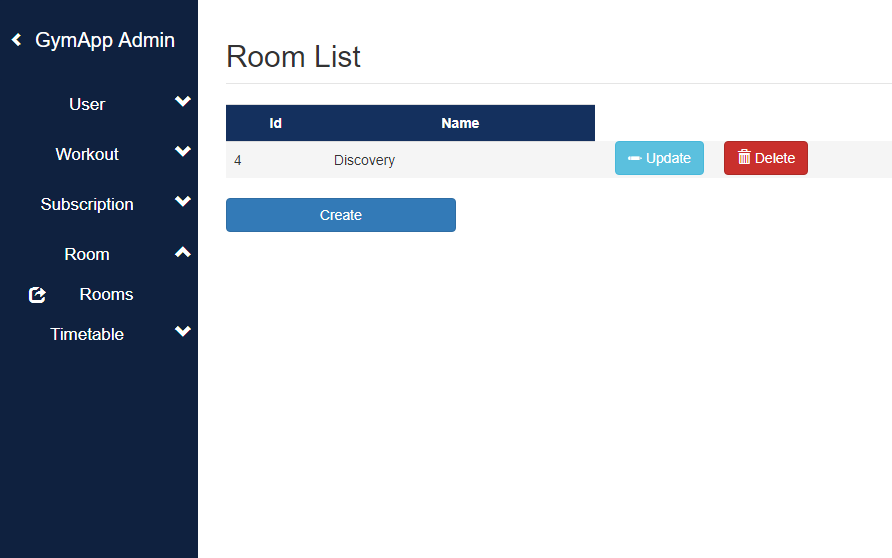 GymApp Admin
User
Workout
Subscription
Room
Rooms
Timetable
Room List
Id Name
4 Discovery Update Delete
Create